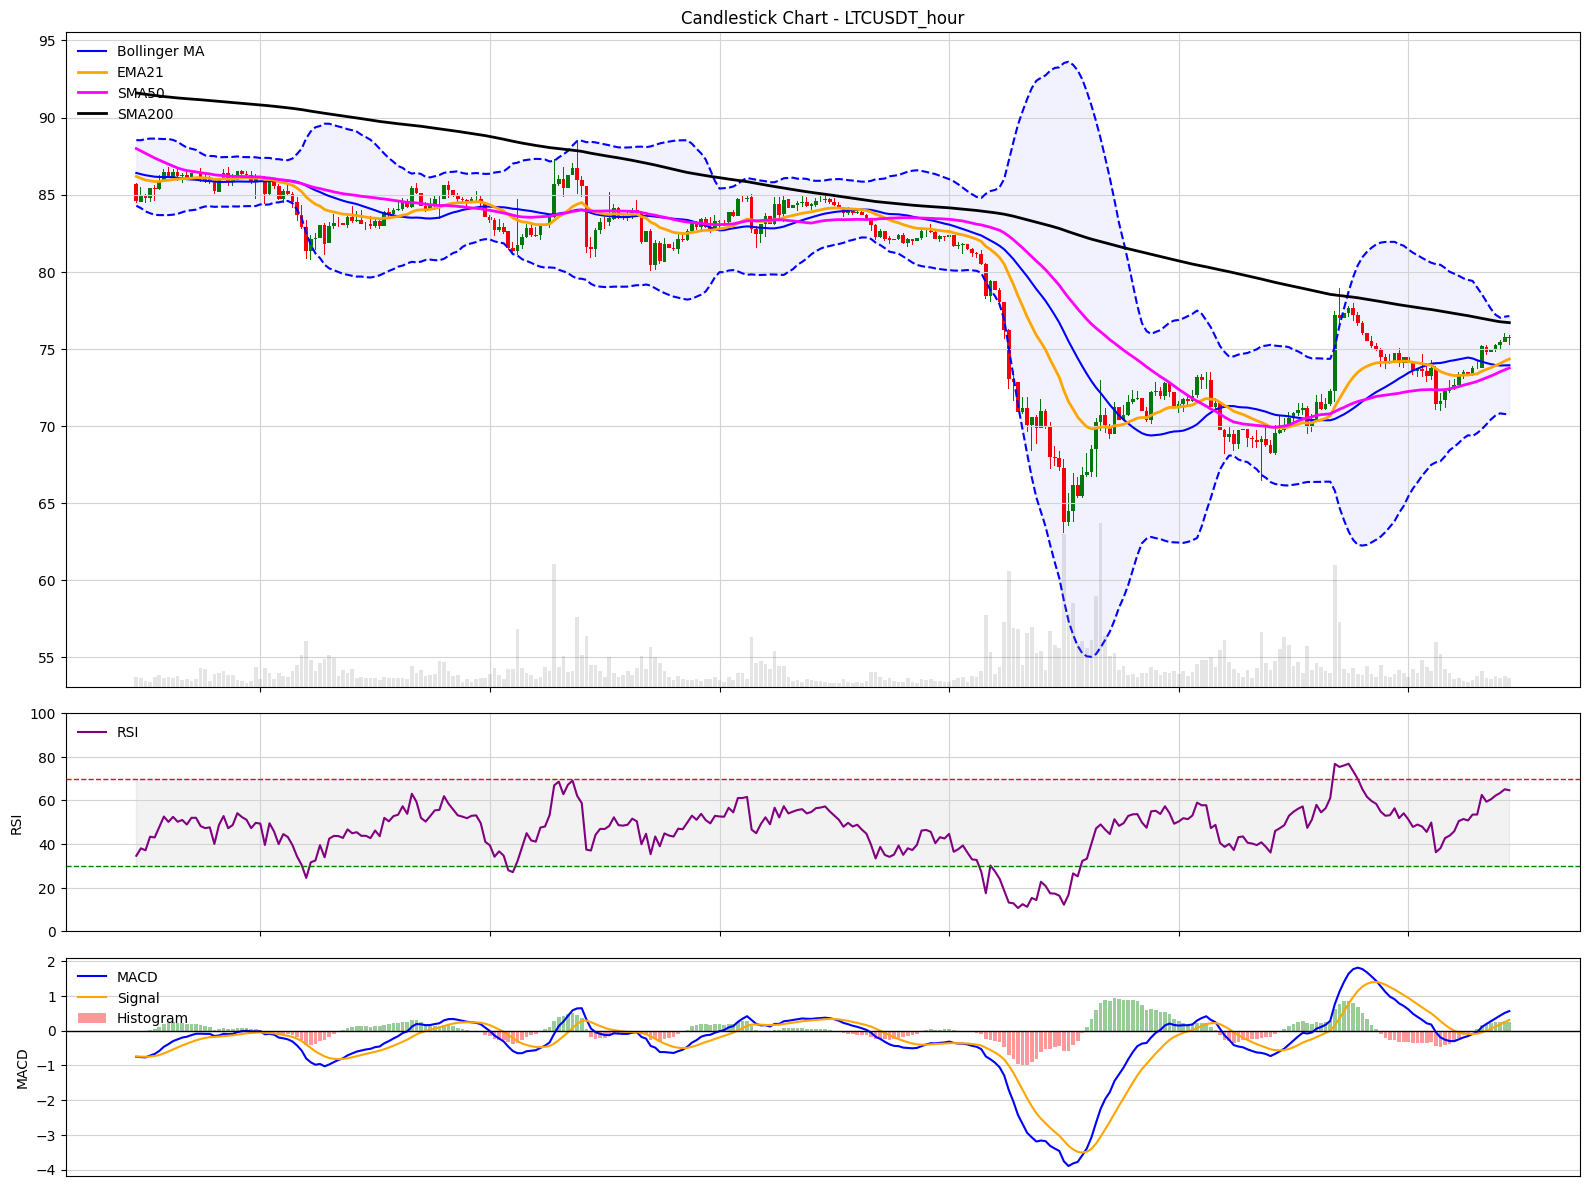 Candlestick Chart - LTCUSDT_hour
95
90
85
80
75
70
65
60
55
Bollinger MA
EMA21
SMA50
SMA200
100
80
60
40
20
0
RSI
RSI
2
1
0
−1
−2
−3
−4
MACD
MACD
Signal
Histogram